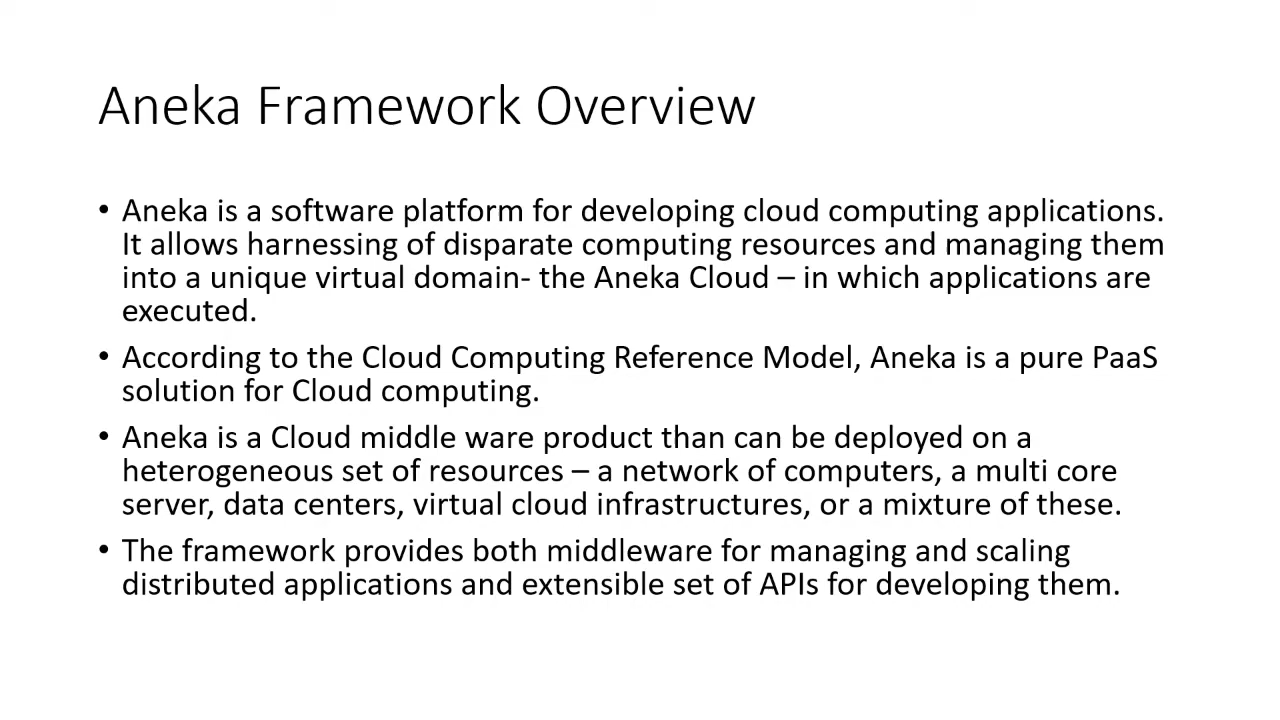 Aneka Framework Overview
• Aneka is a software platform for developing cloud computing applications.
It allows harnessing of disparate computing resources and managing them
into a unique virtual domain- the Aneka Cloud – in which applications are
executed.
• According to the Cloud Computing Reference Model, Aneka is a pure PaaS
solution for Cloud computing.
• Aneka is a Cloud middle ware product than can be deployed on a
heterogeneous set of resources – a network of computers, a multi core
server, data centers, virtual cloud infrastructures, or a mixture of these.
• The framework provides both middleware for managing and scaling
distributed applications and extensible set of APIs for developing them.